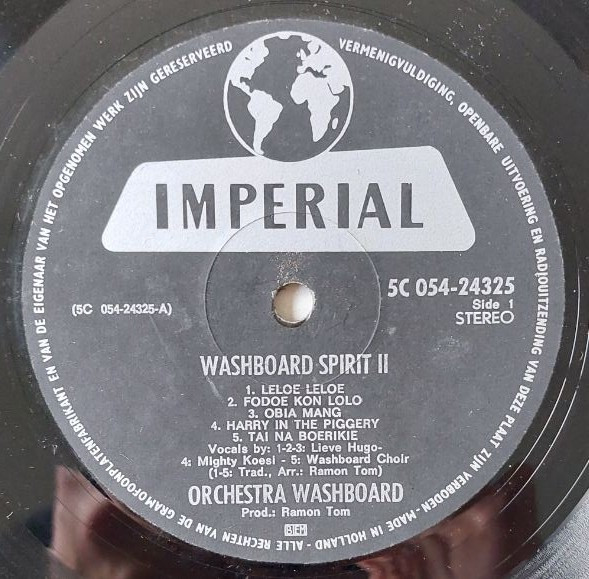 ALLE RECHTEN VAN DE GRAMOFOONPLATENFABRIKANT EN VAN DE EIGENAAR VAN HET OPGENOMEN WERK ZIJN GERESERVEERD
VERMENIGVULDIGING, OPENBARE UITVOERING EN RADIOUITZENDING VAN DEZE PLAAT ZIJN VERBODEN-MADE IN HOLLAND -
IMPERIAL
5C 054-24325
(5C 054-24325-A)
Side 1
STEREO
WASHBOARD SPIRIT II
1. LELOE LELOE
2. FODOE KON LOLO
3. OBIA MANG
4. HARRY IN THE PIGGERY
5. TAI NA BOERIKIE
Vocals by: 1-2-3: Lieve Hugo-
4: Mighty Koesi - 5: Washboard Choir
(1-5: Trad., Arr.: Ramon Tom)
ORCHESTRA WASHBOARD
Prod.: Ramon Tom
BIEM